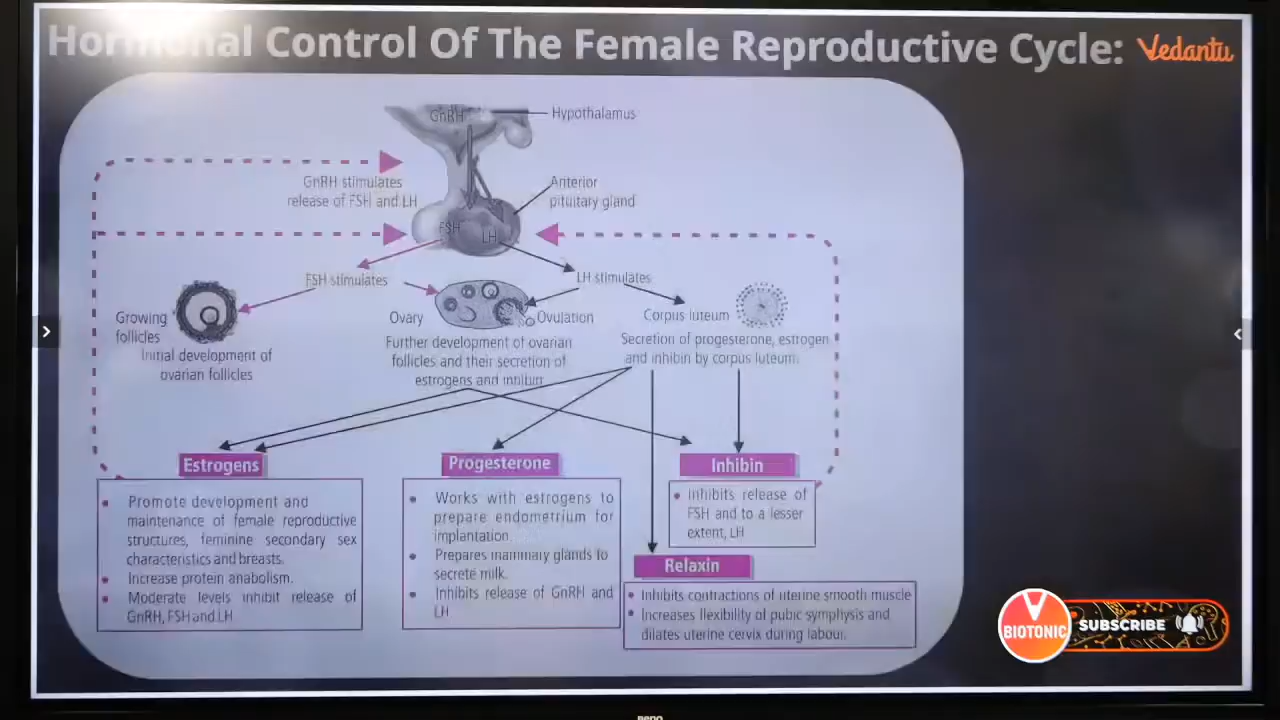 Hormonal Control Of The Female Reproductive Cycle:
Vedantu
GnRH
Hypothalamus
GnRH stimulates
release of FSH and LH
Anterior
pituitary gland
FSH
LH
FSH stimulates
LH stimulates
Growing
follicles
Initial development of
ovarian follicles
Ovary
Ovulation
Further development of ovarian
follicles and their secretion of
estrogens and inhibin
Corpus luteum
Secretion of progesterone, estrogen
and inhibin by corpus luteum.
Estrogens
• Promote development and
maintenance of female reproductive
structures, feminine secondary sex
characteristics and breasts.
• Increase protein anabolism.
• Moderate levels inhibit release of
GnRH, FSH and LH
Progesterone
• Works with estrogens to
prepare endometrium for
implantation.
• Prepares mammary glands to
secrete milk.
• Inhibits release of GnRH and
LH
Inhibin
• Inhibits release of
FSH and to a lesser
extent, LH
Relaxin
• Inhibits contractions of uterine smooth muscle
• Increases flexibility of pubic symphysis and
dilates uterine cervix during labour.
V
BIOTONIC
SUBSCRIBE
BenQ